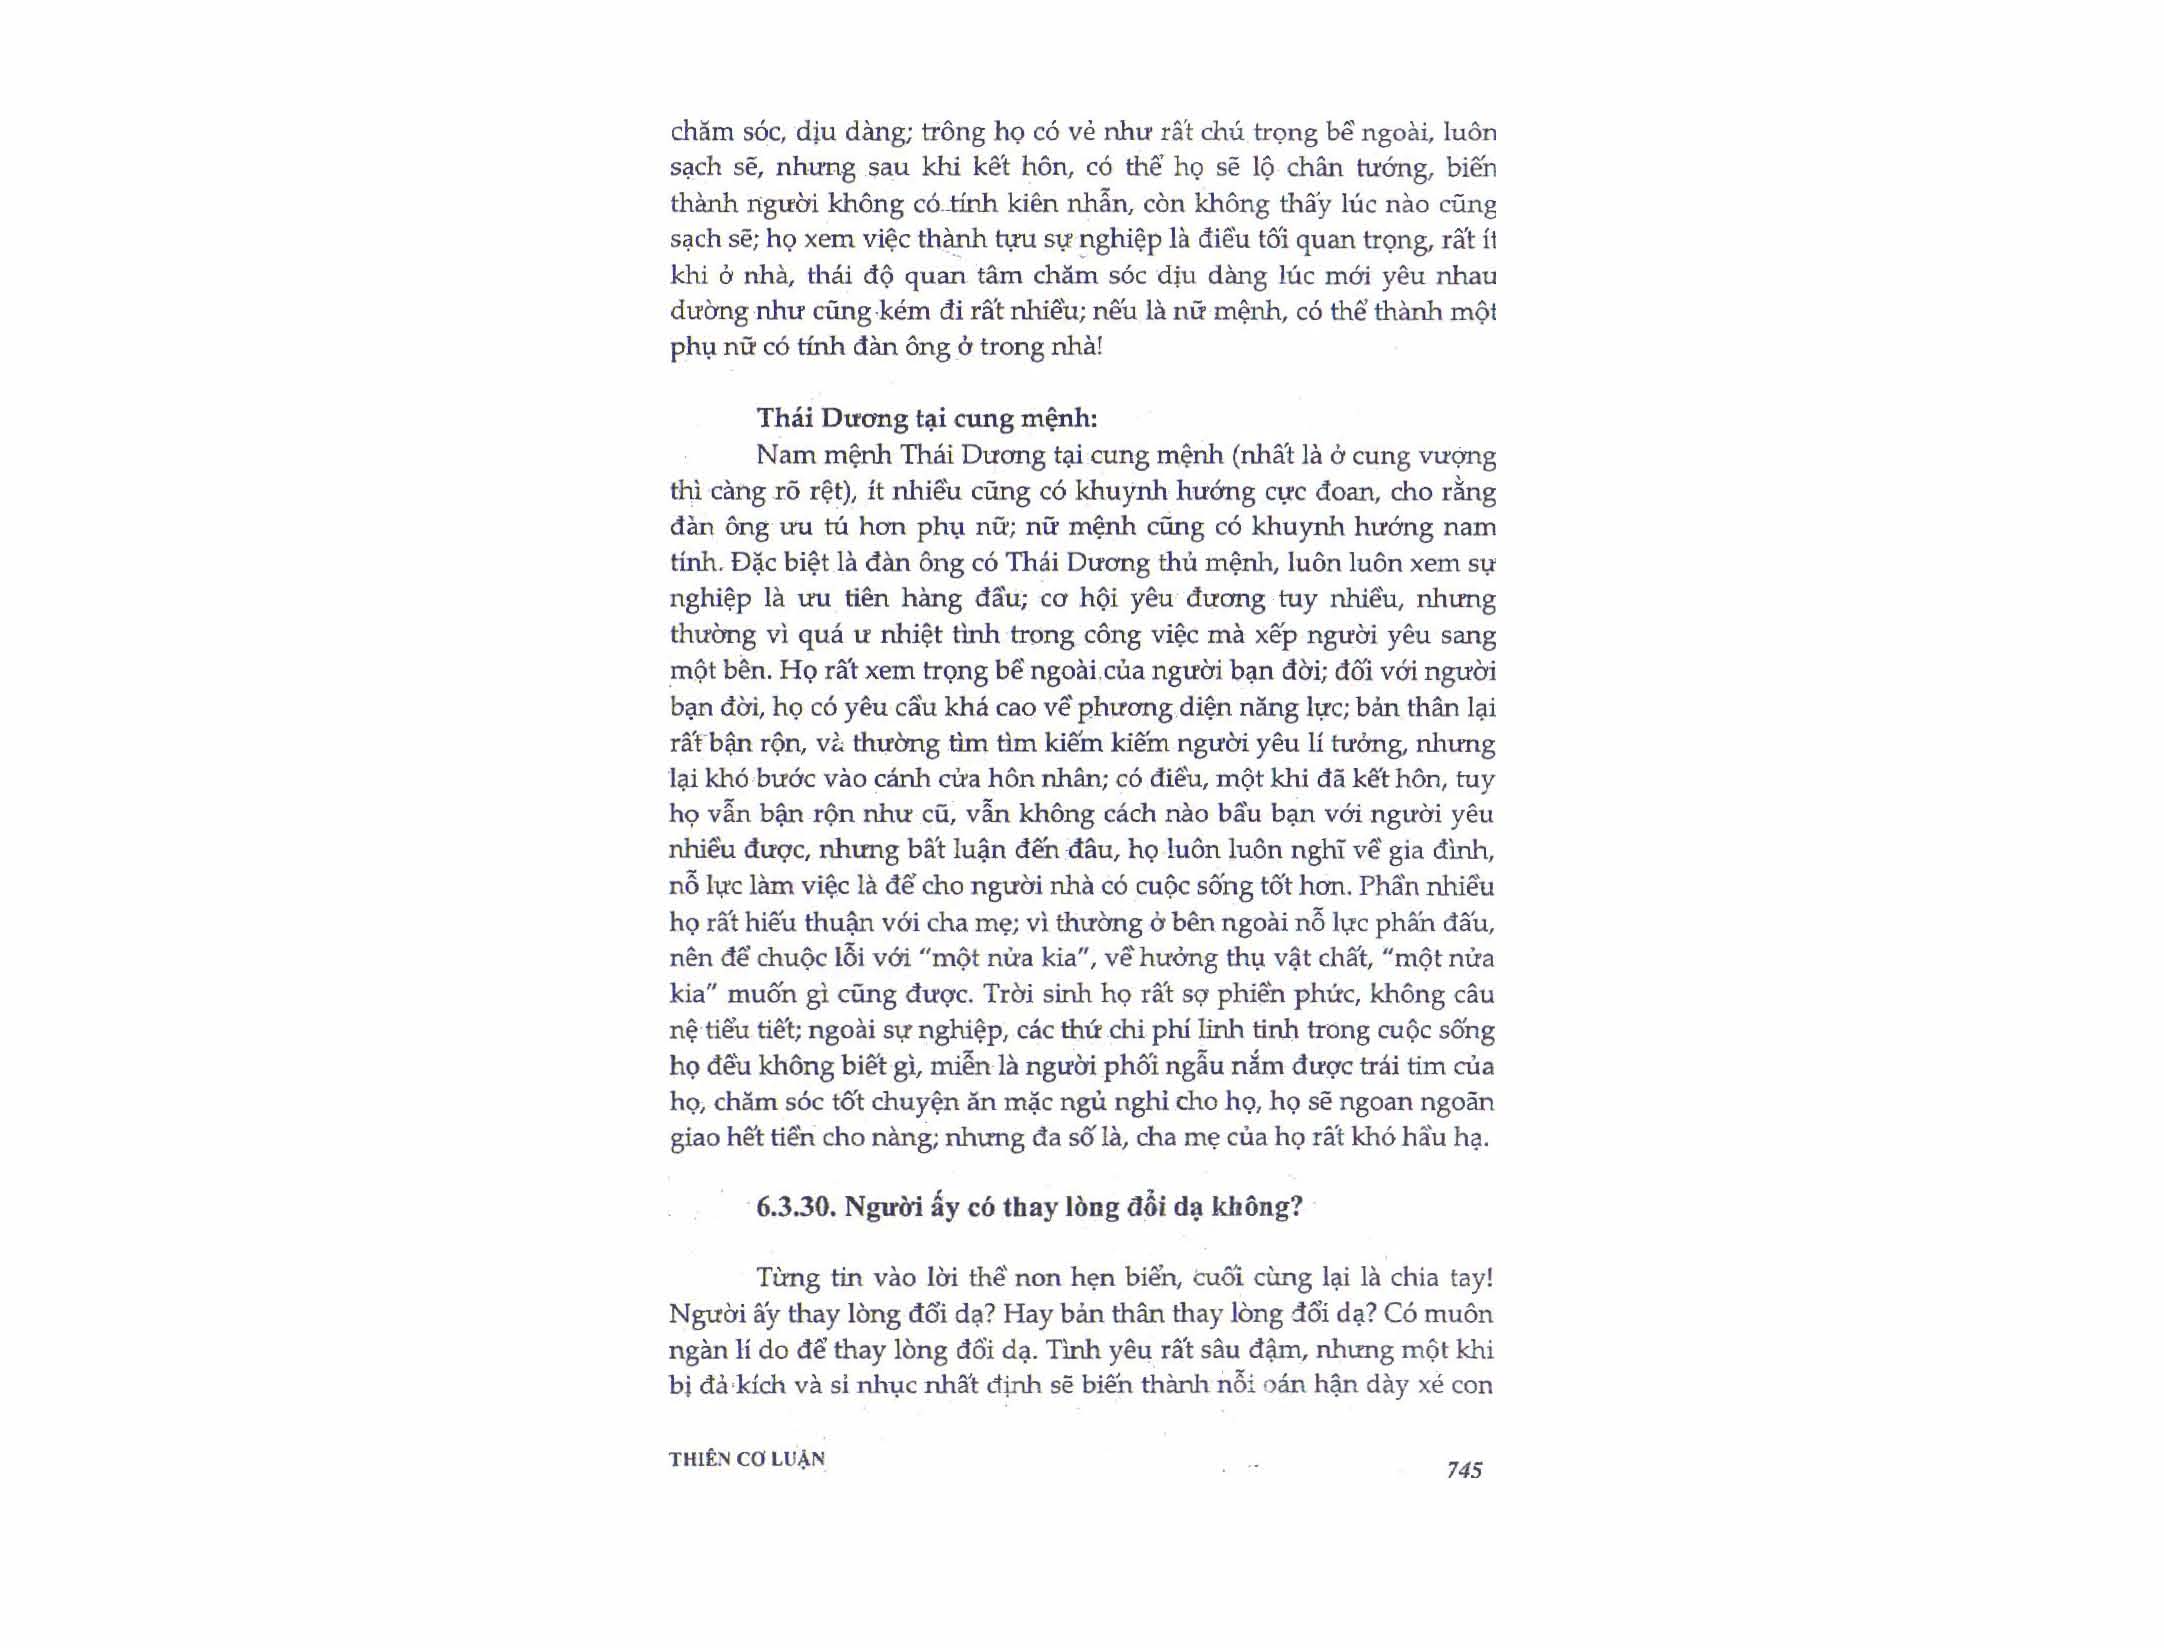 chăm sóc, dịu dàng; trông họ có vẻ như rất chú trọng bề ngoài, luôn
sạch sẽ, nhưng sau khi kết hôn, có thể họ sẽ lộ chân tướng, biến
thành người không có tính kiên nhẫn, còn không thấy lúc nào cũng
sạch sẽ; họ xem việc thành tựu sự nghiệp là điều tối quan trọng, rất ít
khi ở nhà, thái độ quan tâm chăm sóc dịu dàng lúc mới yêu nhau
dường như cũng kém đi rất nhiều; nếu là nữ mệnh, có thể thành một
phụ nữ có tính đàn ông ở trong nhà!
Thái Dương tại cung mệnh:
Nam mệnh Thái Dương tại cung mệnh (nhất là ở cung vượng
thì càng rõ rệt), ít nhiều cũng có khuynh hướng cực đoan, cho rằng
đàn ông ưu tú hơn phụ nữ; nữ mệnh cũng có khuynh hướng nam
tính. Đặc biệt là đàn ông có Thái Dương thủ mệnh, luôn luôn xem sự
nghiệp là ưu tiên hàng đầu; cơ hội yêu đương tuy nhiều, nhưng
thường vì quá ư nhiệt tình trong công việc mà xếp người yêu sang
một bên. Họ rất xem trọng bề ngoài của người bạn đời; đối với người
bạn đời, họ có yêu cầu khá cao về phương diện năng lực; bản thân lại
rất bận rộn, và thường tìm tìm kiếm kiếm người yêu lí tưởng, nhưng
lại khó bước vào cánh cửa hôn nhân; có điều, một khi đã kết hôn, tuy
họ vẫn bận rộn như cũ, vẫn không cách nào bầu bạn với người yêu
nhiều được, nhưng bất luận đến đâu, họ luôn luôn nghĩ về gia đình,
nỗ lực làm việc là để cho người nhà có cuộc sống tốt hơn. Phần nhiều
họ rất hiếu thuận với cha mẹ; vì thường ở bên ngoài nỗ lực phấn đấu,
nên để chuộc lỗi với "một nửa kia", về hưởng thụ vật chất, "một nửa
kia" muốn gì cũng được. Trời sinh họ rất sợ phiền phức, không câu
nệ tiểu tiết; ngoài sự nghiệp, các thứ chi phí linh tinh trong cuộc sống
họ đều không biết gì, miễn là người phối ngẫu nắm được trái tim của
họ, chăm sóc tốt chuyện ăn mặc ngủ nghỉ cho họ, họ sẽ ngoan ngoãn
giao hết tiền cho nàng; nhưng đa số là, cha mẹ của họ rất khó hầu hạ.
6.3.30. Người ấy có thay lòng đổi dạ không?
Từng tin vào lời thề non hẹn biển, cuối cùng lại là chia tay!
Người ấy thay lòng đổi dạ? Hay bản thân thay lòng đổi dạ? Có muôn
ngàn lí do để thay lòng đổi dạ. Tình yêu rất sâu đậm, nhưng một khi
bị đả kích và sỉ nhục nhất định sẽ biến thành nỗi oán hận dày xé con
THIÊN CƠ LUẬN
745